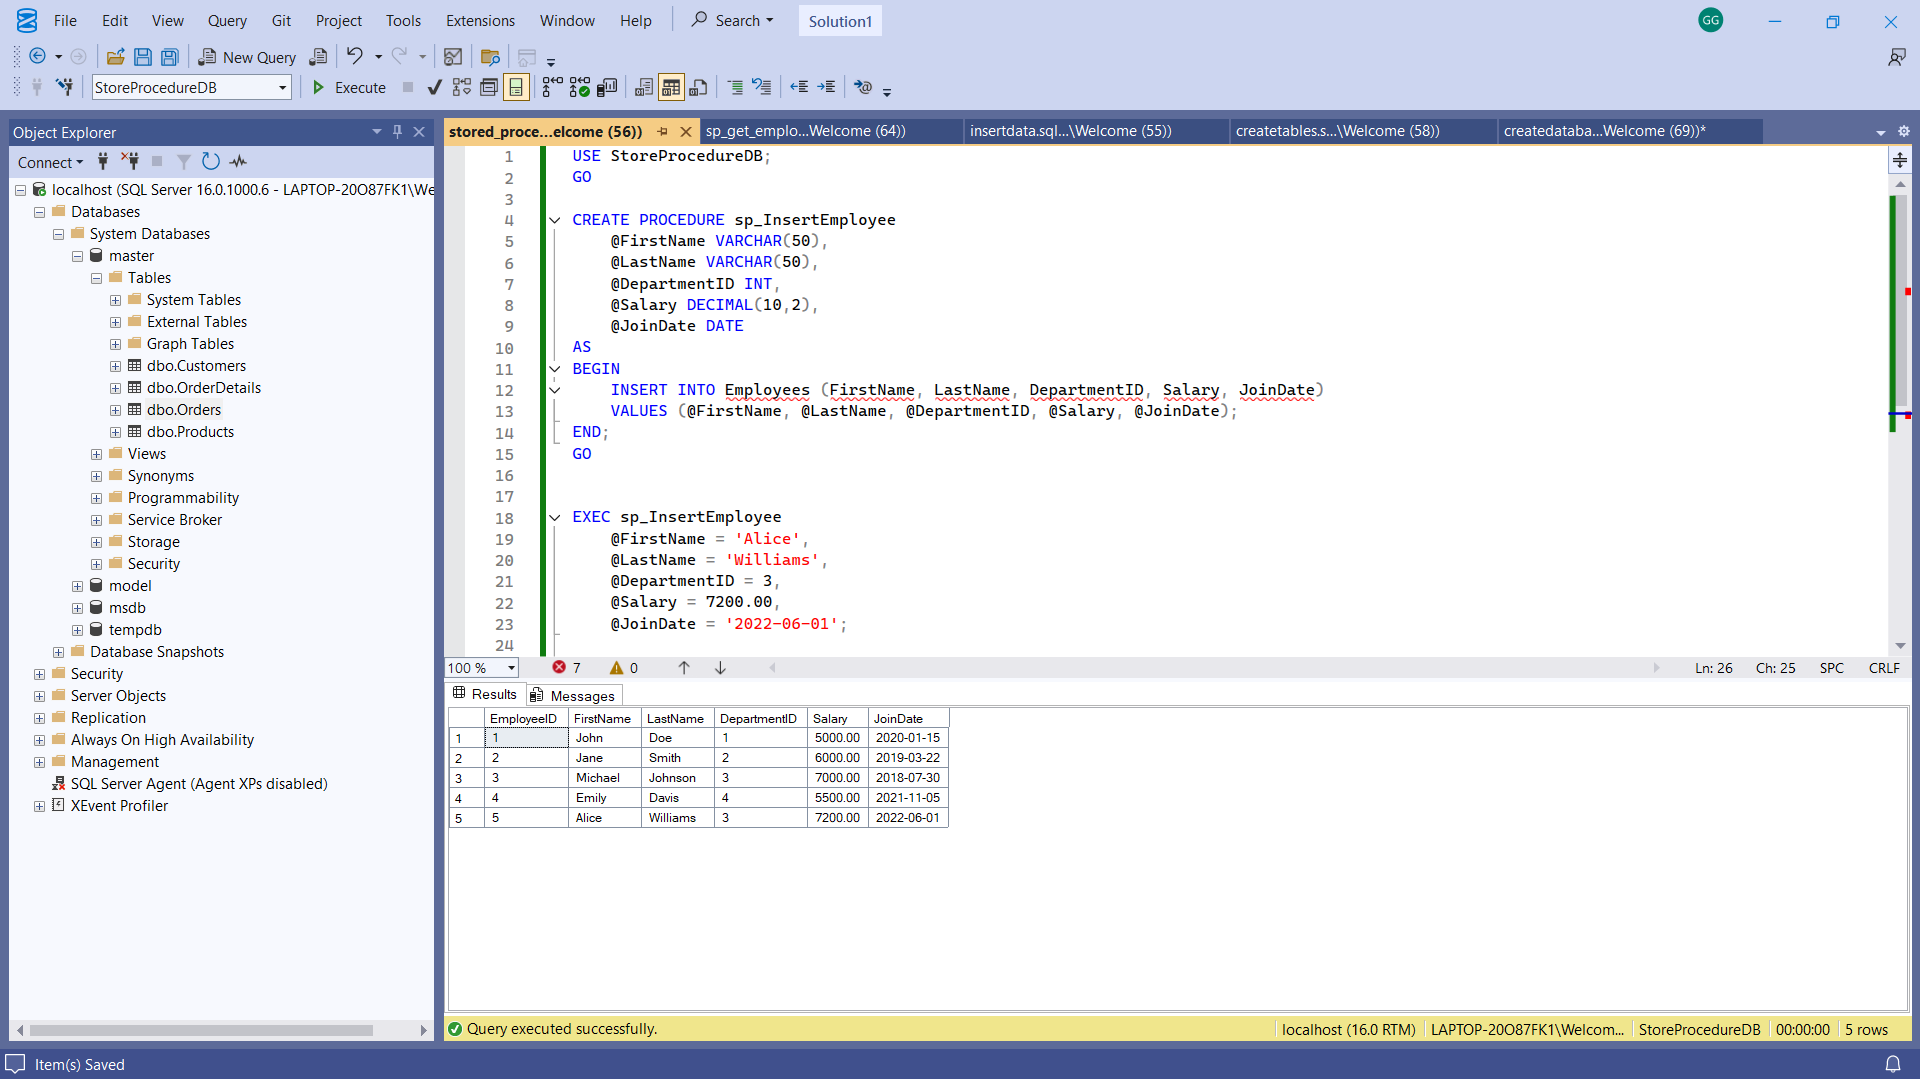 File Edit View Query Git Project Tools Extensions Window Help Search Solution1 GG
New Query
StoreProcedureDB Execute
Object Explorer
Connect
localhost (SQL Server 16.0.1000.6 - LAPTOP-20O87FK1\We
Databases
System Databases
master
Tables
System Tables
External Tables
Graph Tables
dbo.Customers
dbo.OrderDetails
dbo.Orders
dbo.Products
Views
Synonyms
Programmability
Service Broker
Storage
Security
model
msdb
tempdb
Database Snapshots
Security
Server Objects
Replication
Always On High Availability
Management
SQL Server Agent (Agent XPs disabled)
XEvent Profiler
stored_proce...elcome (56)) sp_get_emplo...Welcome (64)) insertdata.sql...\Welcome (55)) createtables.s...\Welcome (58)) createdataba...Welcome (69))*
1 USE StoreProcedureDB;
2 GO
3
4 CREATE PROCEDURE sp_InsertEmployee
5 @FirstName VARCHAR(50),
6 @LastName VARCHAR(50),
7 @DepartmentID INT,
8 @Salary DECIMAL(10,2),
9 @JoinDate DATE
10 AS
11 BEGIN
12 INSERT INTO Employees (FirstName, LastName, DepartmentID, Salary, JoinDate)
13 VALUES (@FirstName, @LastName, @DepartmentID, @Salary, @JoinDate);
14 END;
15 GO
16
17
18 EXEC sp_InsertEmployee
19 @FirstName = 'Alice',
20 @LastName = 'Williams',
21 @DepartmentID = 3,
22 @Salary = 7200.00,
23 @JoinDate = '2022-06-01';
24
100 % 7 0 Ln: 26 Ch: 25 SPC CRLF
Results Messages
EmployeeID FirstName LastName DepartmentID Salary JoinDate
1 1 John Doe 1 5000.00 2020-01-15
2 2 Jane Smith 2 6000.00 2019-03-22
3 3 Michael Johnson 3 7000.00 2018-07-30
4 4 Emily Davis 4 5500.00 2021-11-05
5 5 Alice Williams 3 7200.00 2022-06-01
Query executed successfully. localhost (16.0 RTM) LAPTOP-20O87FK1\Welcom... StoreProcedureDB 00:00:00 5 rows
Item(s) Saved